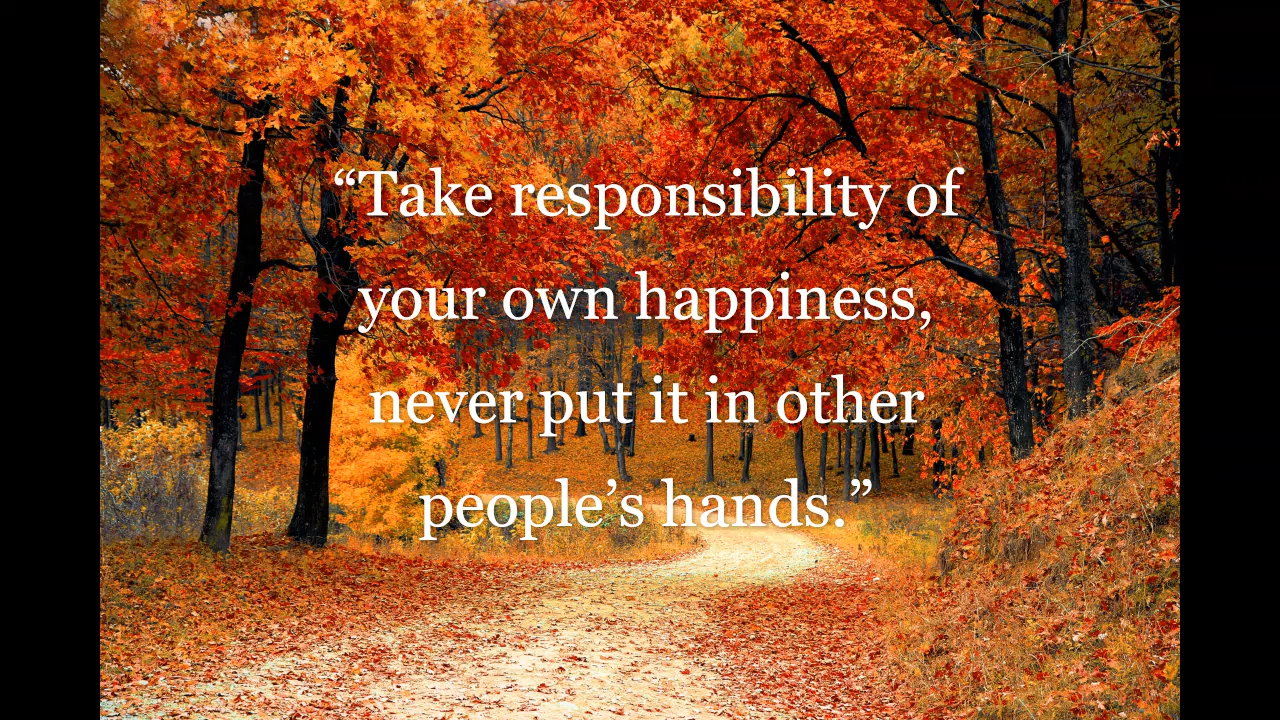 “Take responsibility of
your own happiness,
never put it in other
people’s hands.”